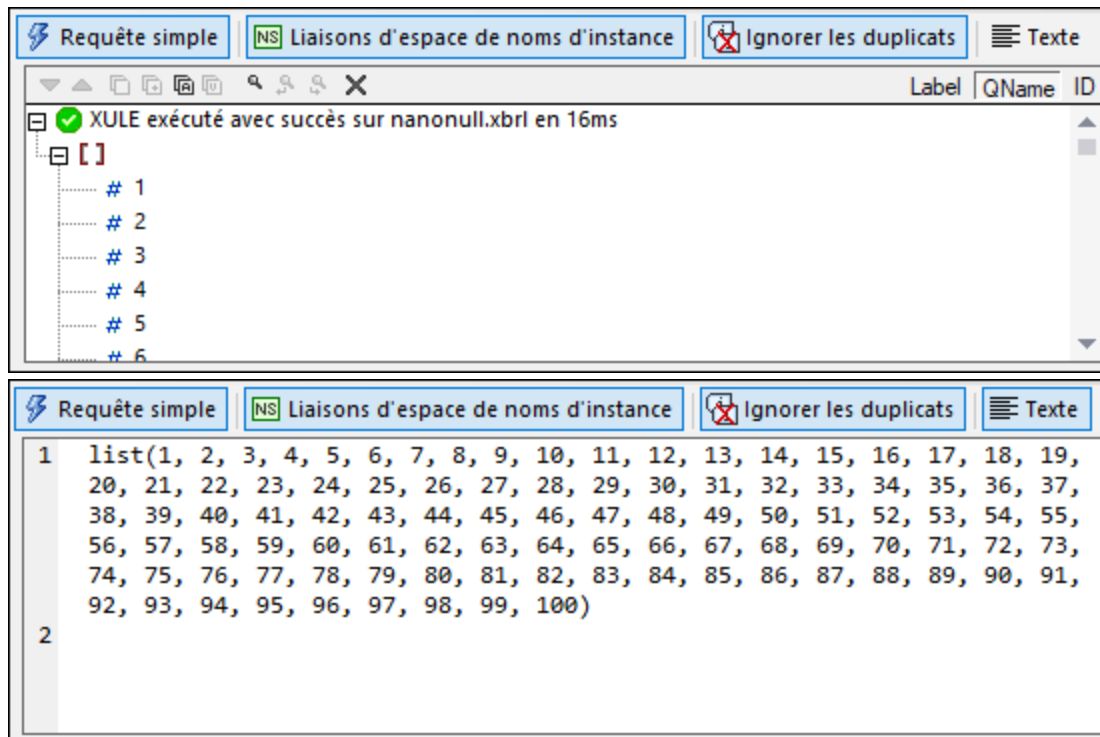 Requête simple NS Liaisons d'espace de noms d'instance Ignorer les duplicats Texte
Label QName ID
XULE exécuté avec succès sur nanonull.xbrl en 16ms
[]
# 1
# 2
# 3
# 4
# 5
# 6
Requête simple NS Liaisons d'espace de noms d'instance Ignorer les duplicats Texte
1 list(1, 2, 3, 4, 5, 6, 7, 8, 9, 10, 11, 12, 13, 14, 15, 16, 17, 18, 19,
20, 21, 22, 23, 24, 25, 26, 27, 28, 29, 30, 31, 32, 33, 34, 35, 36, 37,
38, 39, 40, 41, 42, 43, 44, 45, 46, 47, 48, 49, 50, 51, 52, 53, 54, 55,
56, 57, 58, 59, 60, 61, 62, 63, 64, 65, 66, 67, 68, 69, 70, 71, 72, 73,
74, 75, 76, 77, 78, 79, 80, 81, 82, 83, 84, 85, 86, 87, 88, 89, 90, 91,
92, 93, 94, 95, 96, 97, 98, 99, 100)
2